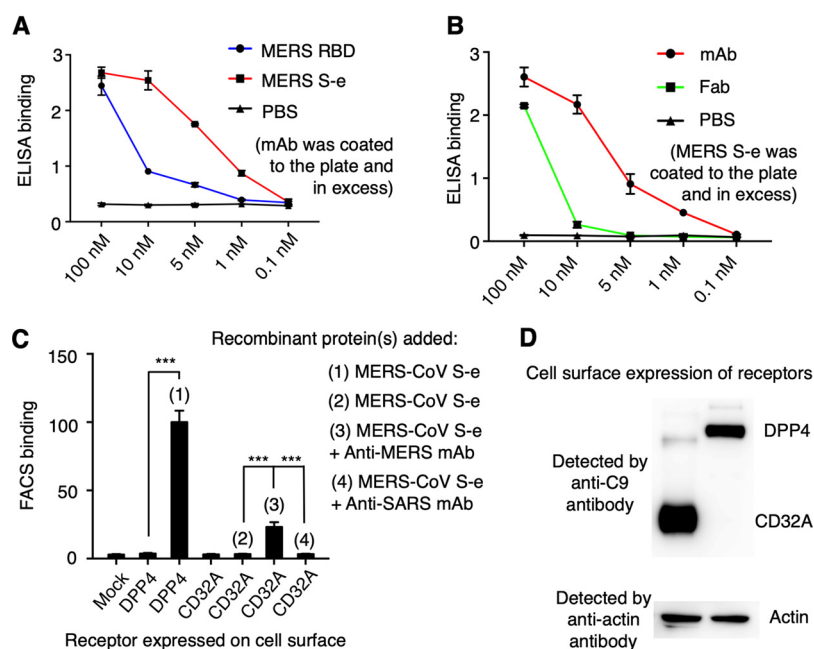 A
3
2
1
0
ELISA binding
100 nM
10 nM
5 nM
1 nM
0.1 nM
MERS RBD
MERS S-e
PBS
(mAb was coated
to the plate and
in excess)
B
3
2
1
0
ELISA binding
100 nM
10 nM
5 nM
1 nM
0.1 nM
mAb
Fab
PBS
(MERS S-e was
coated to the plate
and in excess)
C
150
100
50
0
FACS binding
***
(1)
***
***
(2)
(3)
(4)
Mock
DPP4
DPP4
CD32A
CD32A
CD32A
CD32A
Receptor expressed on cell surface
Recombinant protein(s) added:
(1) MERS-CoV S-e
(2) MERS-CoV S-e
(3) MERS-CoV S-e
+ Anti-MERS mAb
(4) MERS-CoV S-e
+ Anti-SARS mAb
D
Cell surface expression of receptors
Detected by
anti-C9
antibody
DPP4
CD32A
Detected by
anti-actin
antibody
Actin